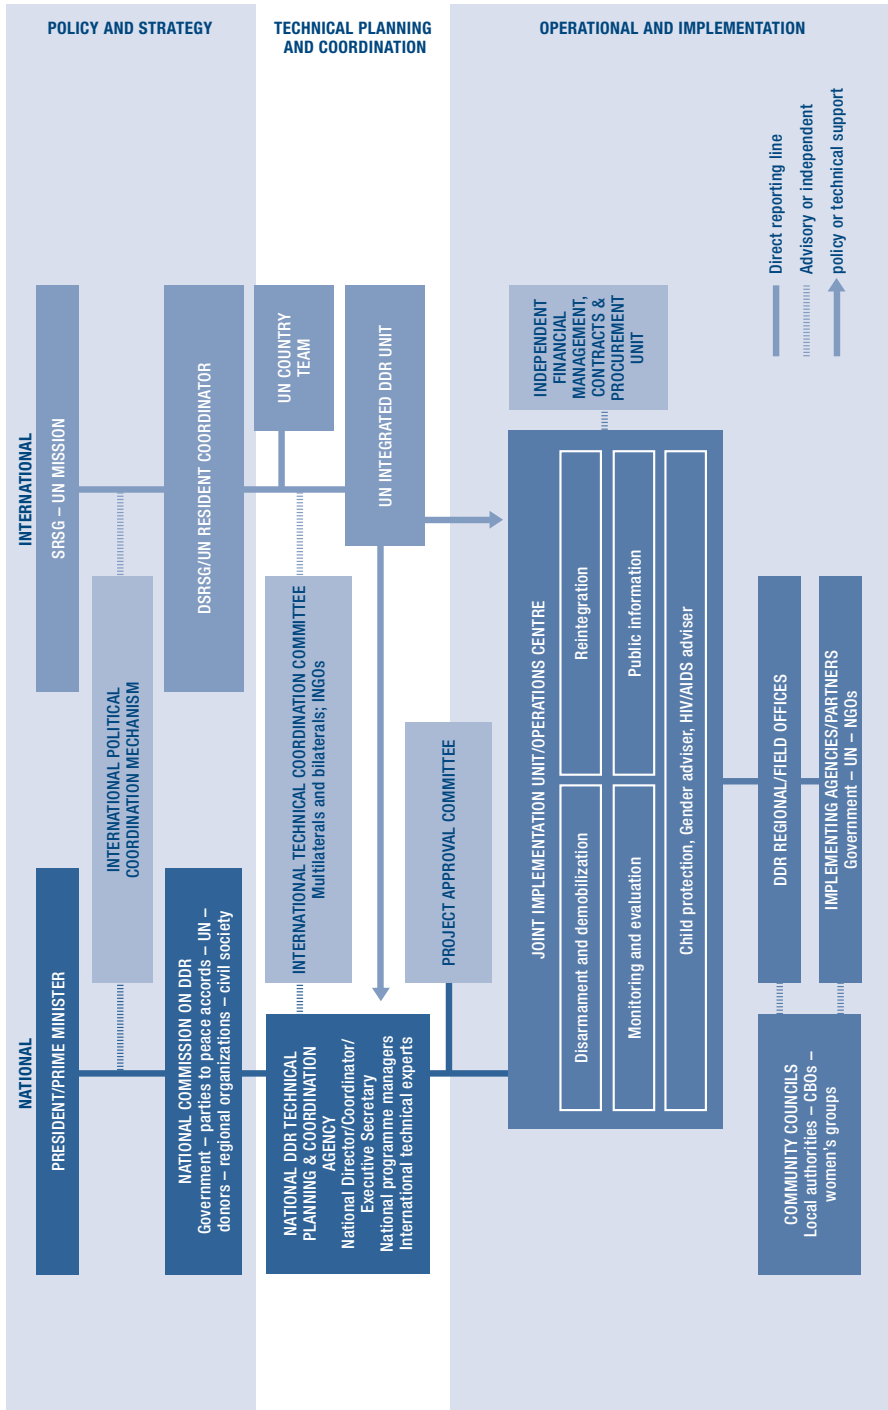 POLICY AND STRATEGY
TECHNICAL PLANNING
AND COORDINATION
OPERATIONAL AND IMPLEMENTATION
NATIONAL
INTERNATIONAL
PRESIDENT/PRIME MINISTER
SRSG – UN MISSION
INTERNATIONAL POLITICAL
COORDINATION MECHANISM
NATIONAL COMMISSION ON DDR
Government – parties to peace accords – UN –
donors – regional organizations – civil society
DSRSG/UN RESIDENT COORDINATOR
UN COUNTRY
TEAM
NATIONAL DDR TECHNICAL
PLANNING & COORDINATION
AGENCY
National Director/Coordinator/
Executive Secretary
National programme managers
International technical experts
INTERNATIONAL TECHNICAL COORDINATION COMMITTEE
Multilaterals and bilaterals; INGOs
UN INTEGRATED DDR UNIT
PROJECT APPROVAL COMMITTEE
JOINT IMPLEMENTATION UNIT/OPERATIONS CENTRE
Disarmament and demobilization
Reintegration
Monitoring and evaluation
Public information
Child protection, Gender adviser, HIV/AIDS adviser
INDEPENDENT
FINANCIAL
MANAGEMENT,
CONTRACTS &
PROCUREMENT
UNIT
COMMUNITY COUNCILS
Local authorities – CBOs –
women's groups
DDR REGIONAL/FIELD OFFICES
IMPLEMENTING AGENCIES/PARTNERS
Government – UN – NGOs
Direct reporting line
Advisory or independent
policy or technical support